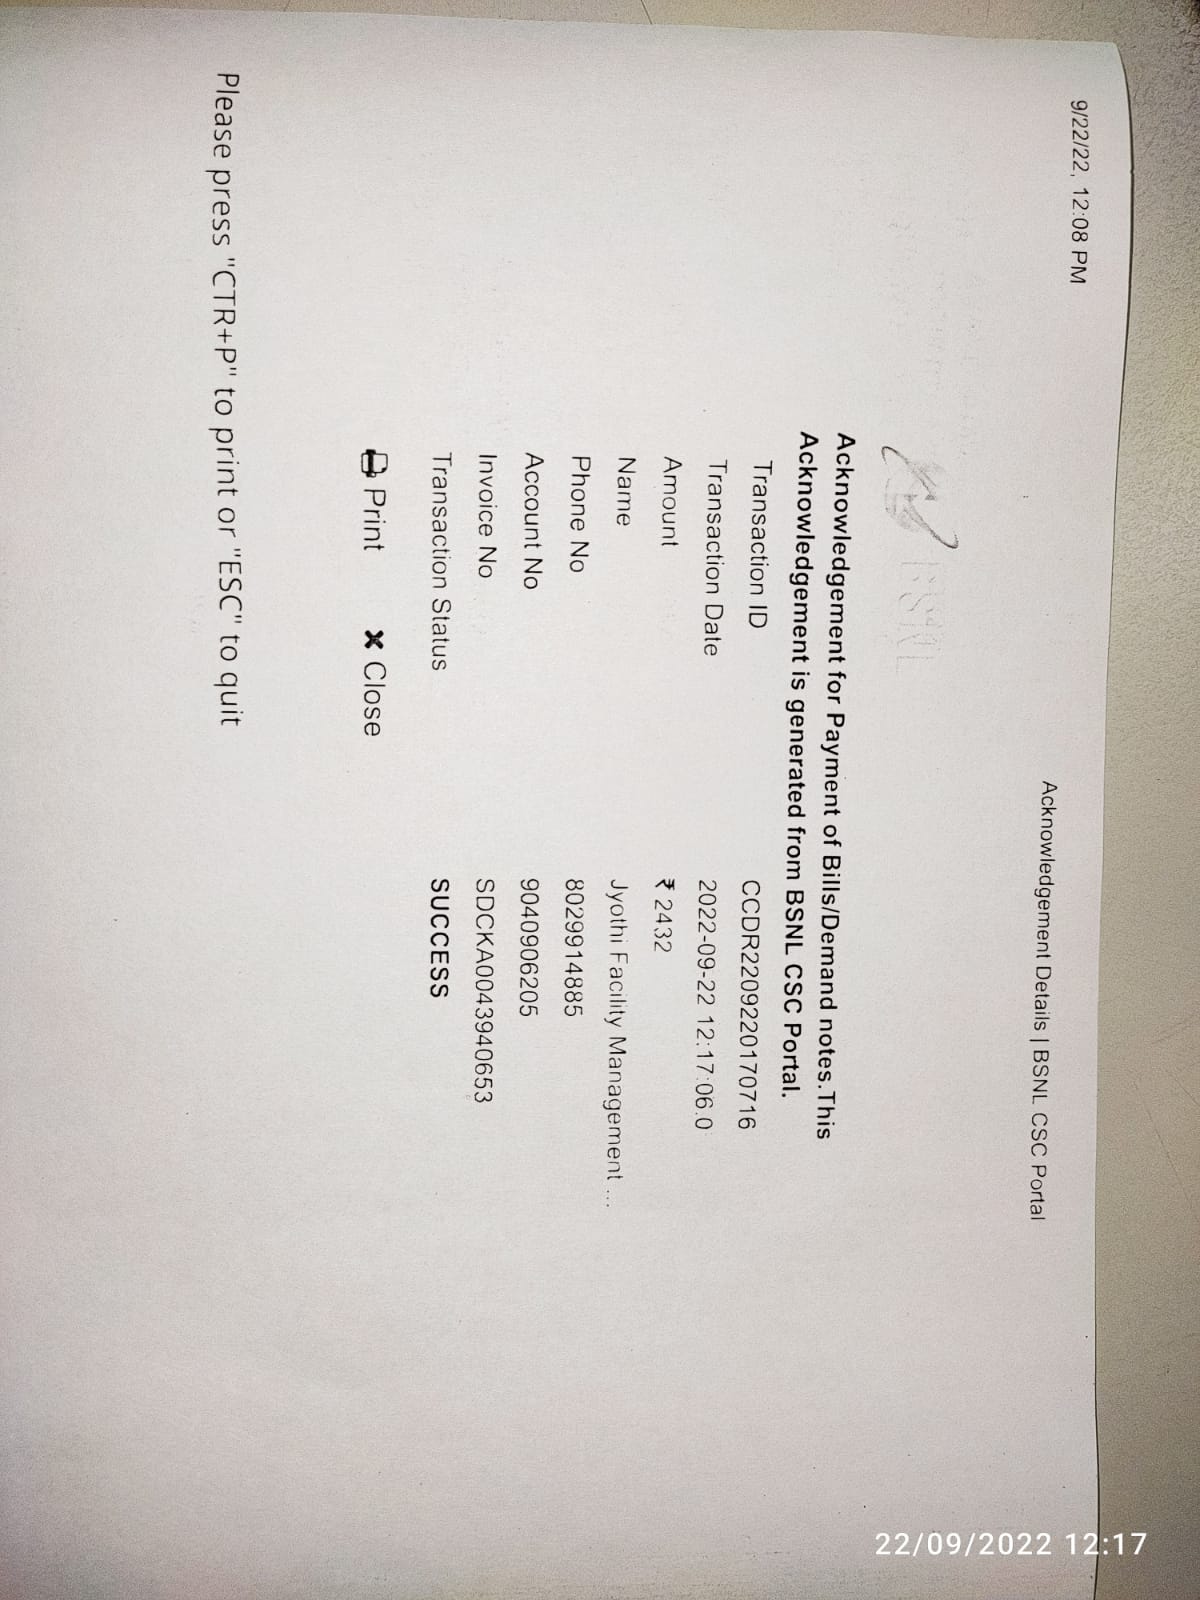 9/22/22, 12:08 PM
Acknowledgement Details | BSNL CSC Portal
BSNL
Acknowledgement for Payment of Bills/Demand notes.This
Acknowledgement is generated from BSNL CSC Portal.
Transaction ID CCDR2209220170716
Transaction Date 2022-09-22 12:17:06.0
Amount ₹ 2432
Name Jyothi Facility Management ...
Phone No 8029914885
Account No 9040906205
Invoice No SDCKA0043940653
Transaction Status SUCCESS
Print Close
Please press "CTR+P" to print or "ESC" to quit
22/09/2022 12:17